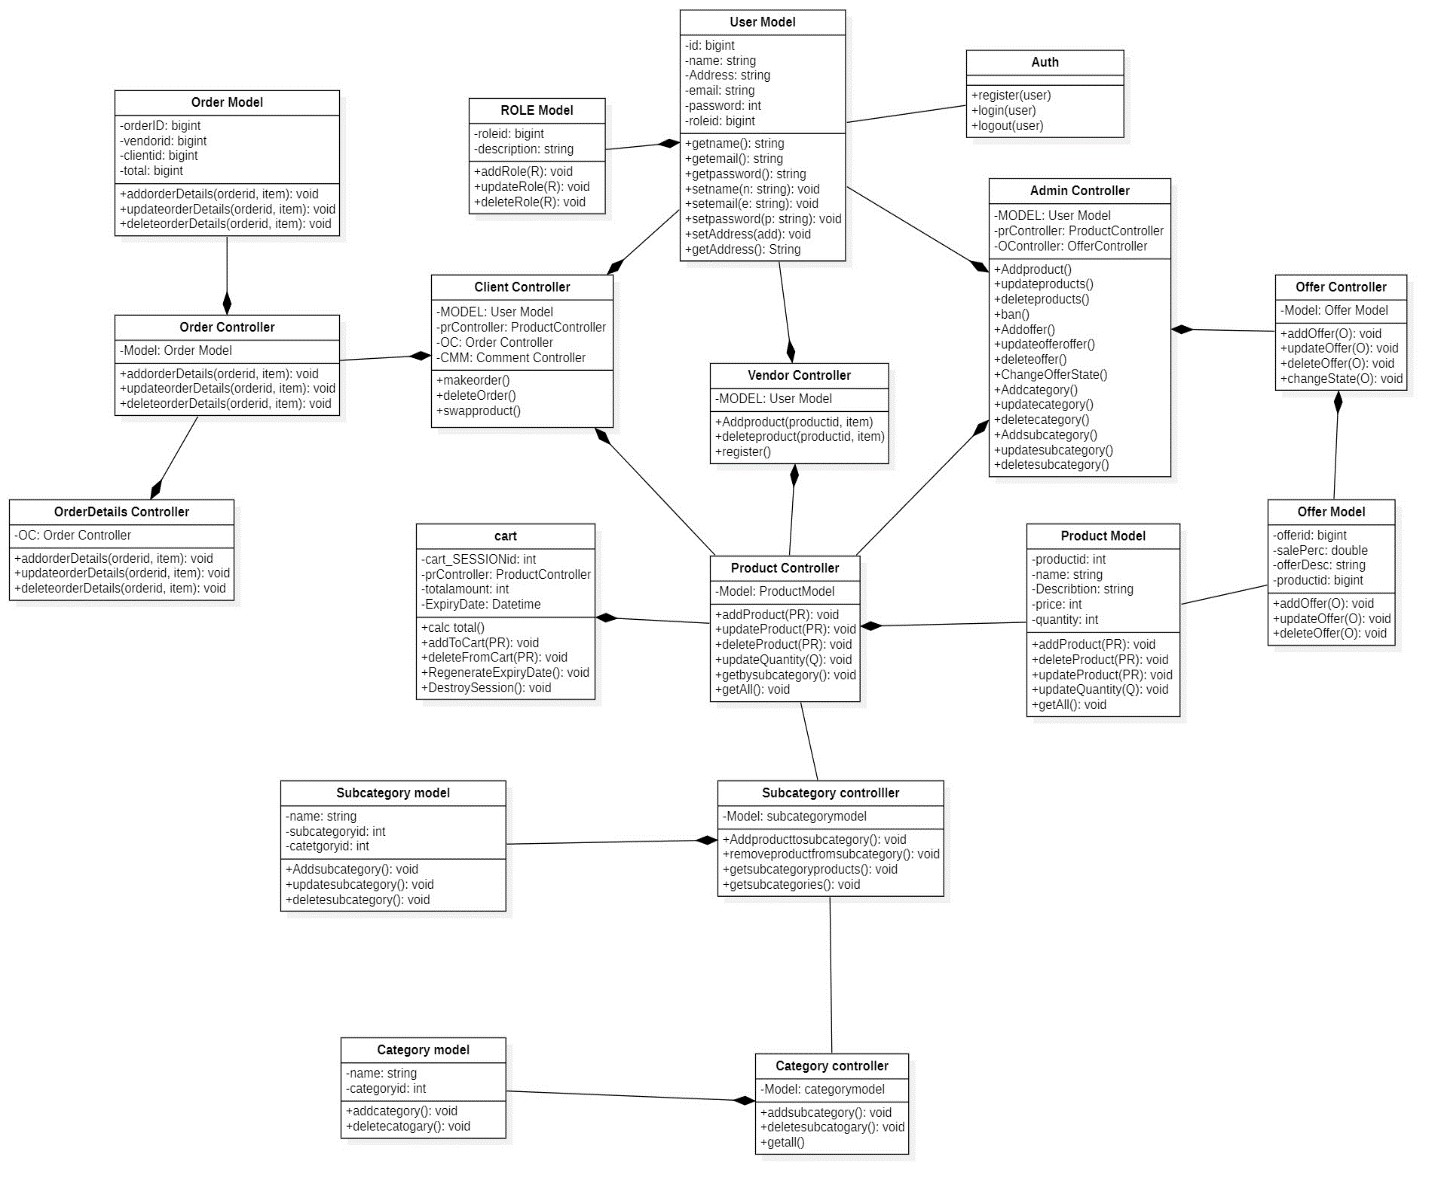 User Model
-id: bigint
-name: string
-Address: string
-email: string
-password: int
-roleid: bigint
+getname(): string
+getemail(): string
+getpassword(): string
+setname(n: string): void
+setemail(e: string): void
+setpassword(p: string): void
+setAddress(add): void
+getAddress(): String
Auth
+register(user)
+login(user)
+logout(user)
Order Model
-orderID: bigint
-vendorid: bigint
-clientid: bigint
-total: bigint
+addorderDetails(orderid, item): void
+updateorderDetails(orderid, item): void
+deleteorderDetails(orderid, item): void
ROLE Model
-roleid: bigint
-description: string
+addRole(R): void
+updateRole(R): void
+deleteRole(R): void
Admin Controller
-MODEL: User Model
-prController: ProductController
-OController: OfferController
+Addproduct()
+updateproducts()
+deleteproducts()
+ban()
+Addoffer()
+updateofferoffer()
+deleteoffer()
+ChangeOfferState()
+Addcategory()
+updatecategory()
+deletecategory()
+Addsubcategory()
+updatesubcategory()
+deletesubcategory()
Client Controller
-MODEL: User Model
-prController: ProductController
-OC: Order Controller
-CMM: Comment Controller
+makeorder()
+deleteOrder()
+swapproduct()
Offer Controller
-Model: Offer Model
+addOffer(O): void
+updateOffer(O): void
+deleteOffer(O): void
+changeState(O): void
Order Controller
-Model: Order Model
+addorderDetails(orderid, item): void
+updateorderDetails(orderid, item): void
+deleteorderDetails(orderid, item): void
Vendor Controller
-MODEL: User Model
+Addproduct(productid, item)
+deleteproduct(productid, item)
+register()
OrderDetails Controller
-OC: Order Controller
+addorderDetails(orderid, item): void
+updateorderDetails(orderid, item): void
+deleteorderDetails(orderid, item): void
cart
-cart_SESSIONid: int
-prController: ProductController
-totalamount: int
-ExpiryDate: Datetime
+calc total()
+addToCart(PR): void
+deleteFromCart(PR): void
+RegenerateExpiryDate(): void
+DestroySession(): void
Product Controller
-Model: ProductModel
+addProduct(PR): void
+updateProduct(PR): void
+deleteProduct(PR): void
+updateQuantity(Q): void
+getbysubcategory(): void
+getAll(): void
Product Model
-productid: int
-name: string
-Describtion: string
-price: int
-quantity: int
+addProduct(PR): void
+deleteProduct(PR): void
+updateProduct(PR): void
+updateQuantity(Q): void
+getAll(): void
Offer Model
-offerid: bigint
-salePerc: double
-offerDesc: string
-productid: bigint
+addOffer(O): void
+updateOffer(O): void
+deleteOffer(O): void
Subcategory model
-name: string
-subcategoryid: int
-catetgoryid: int
+Addsubcategory(): void
+updatesubcategory(): void
+deletesubcategory(): void
Subcategory controlller
-Model: subcategorymodel
+Addproducttosubcategory(): void
+removeproductfromsubcategory(): void
+getsubcategoryproducts(): void
+getsubcategories(): void
Category model
-name: string
-categoryid: int
+addcategory(): void
+deletecatogary(): void
Category controller
-Model: categorymodel
+addsubcategory(): void
+deletesubcatogary(): void
+getall()